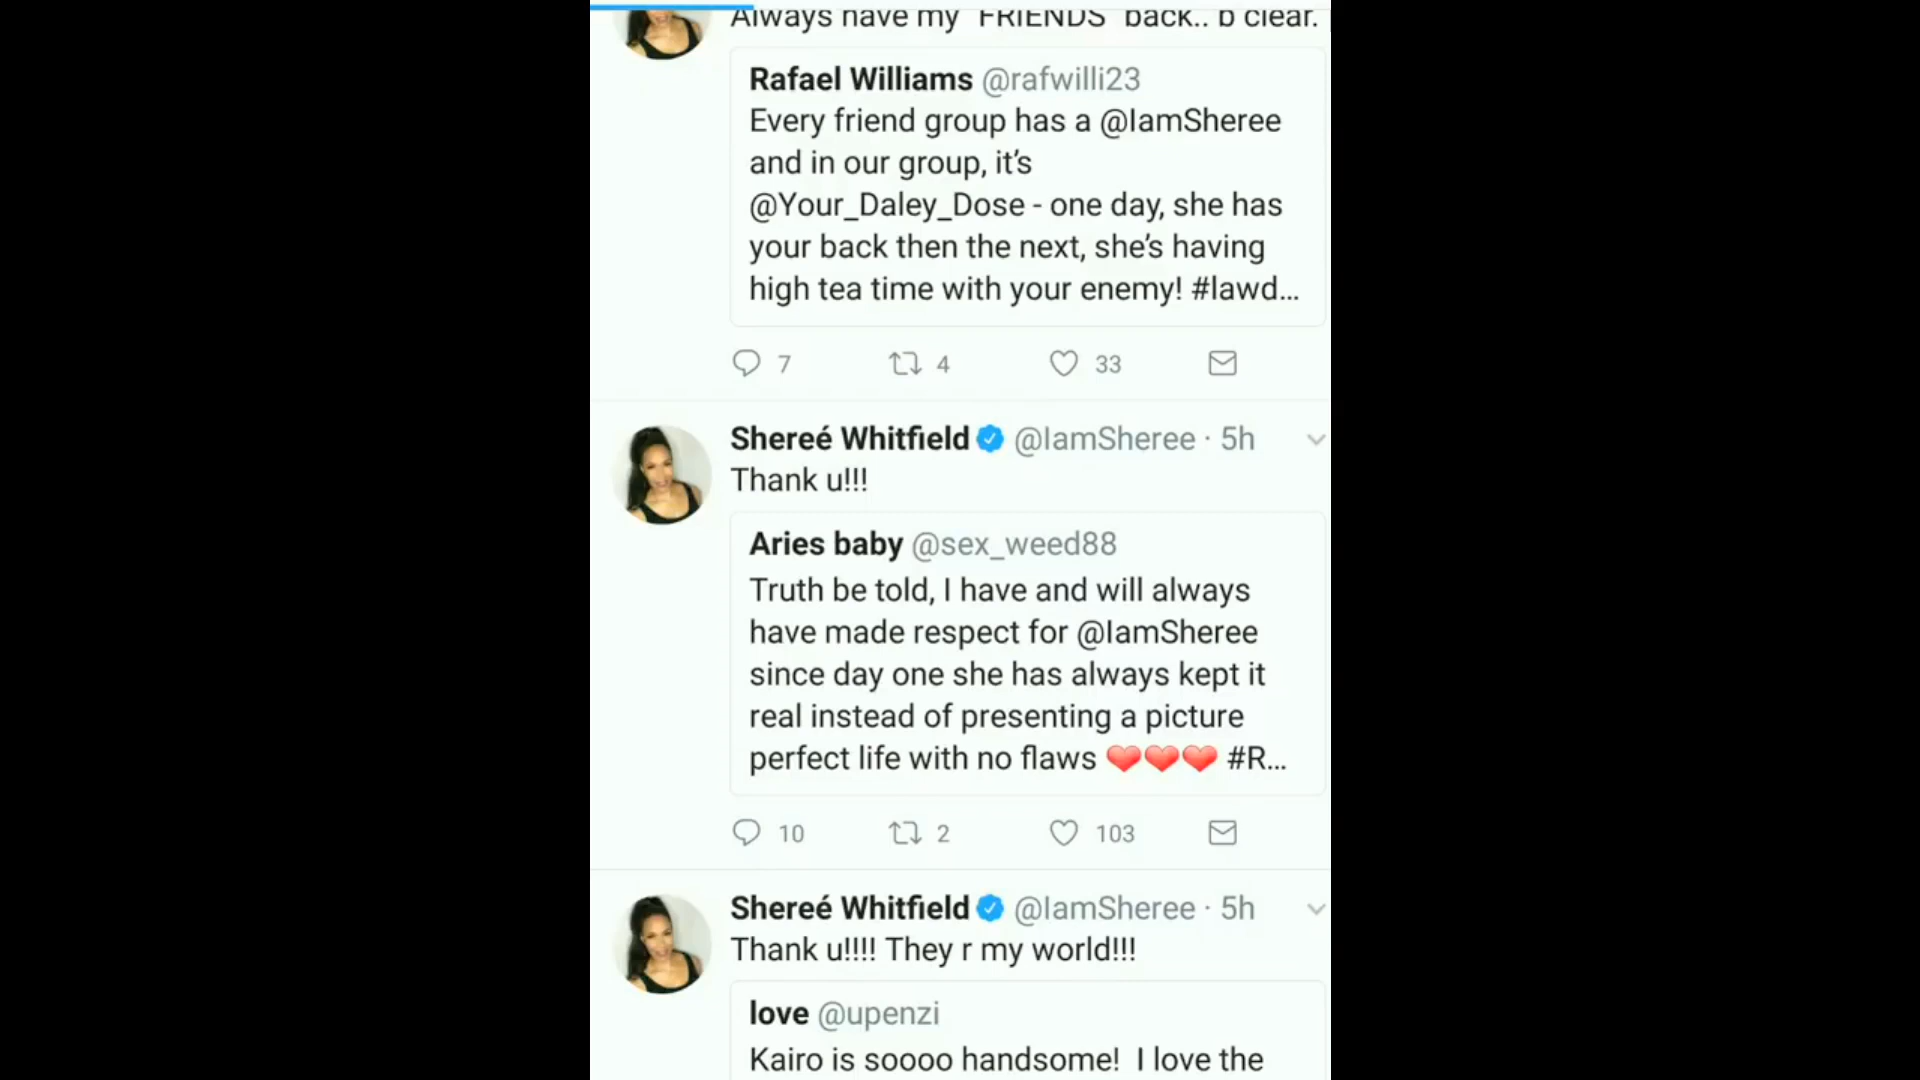 Always have my "FRIENDS" back.. b clear.
Rafael Williams @rafwilli23
Every friend group has a @IamSheree
and in our group, it's
@Your_Daley_Dose - one day, she has
your back then the next, she's having
high tea time with your enemy! #lawd...
7 4 33
Shereé Whitfield @IamSheree · 5h
Thank u!!!
Aries baby @sex_weed88
Truth be told, I have and will always
have made respect for @IamSheree
since day one she has always kept it
real instead of presenting a picture
perfect life with no flaws ❤❤❤ #R...
10 2 103
Shereé Whitfield @IamSheree · 5h
Thank u!!!! They r my world!!!
love @upenzi
Kairo is soooo handsome! I love the